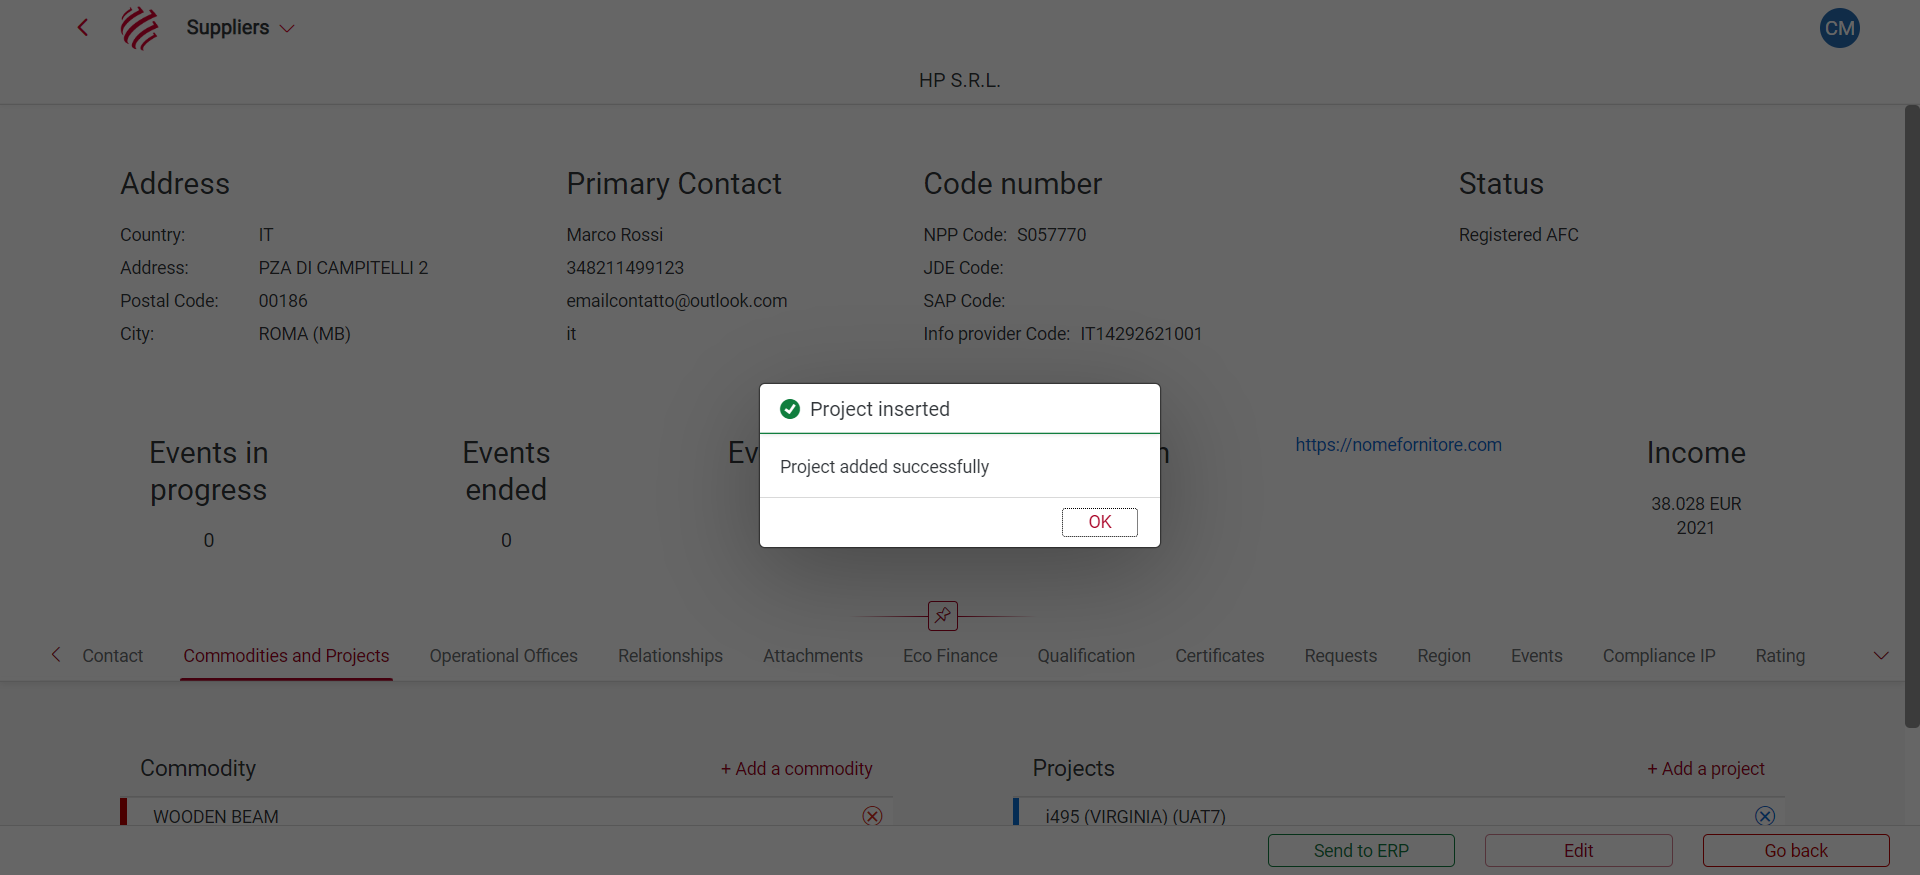 Suppliers
CM
HP S.R.L.
Address
Country: IT
Address: PZA DI CAMPITELLI 2
Postal Code: 00186
City: ROMA (MB)
Primary Contact
Marco Rossi
348211499123
emailcontatto@outlook.com
it
Code number
NPP Code: S057770
JDE Code:
SAP Code:
Info provider Code: IT14292621001
Status
Registered AFC
Events in
progress
0
Events
ended
0
Project inserted
Project added successfully
OK
https://nomefornitore.com
Income
38.028 EUR
2021
Contact
Commodities and Projects
Operational Offices
Relationships
Attachments
Eco Finance
Qualification
Certificates
Requests
Region
Events
Compliance IP
Rating
Commodity
+ Add a commodity
WOODEN BEAM
Projects
+ Add a project
i495 (VIRGINIA) (UAT7)
Send to ERP
Edit
Go back